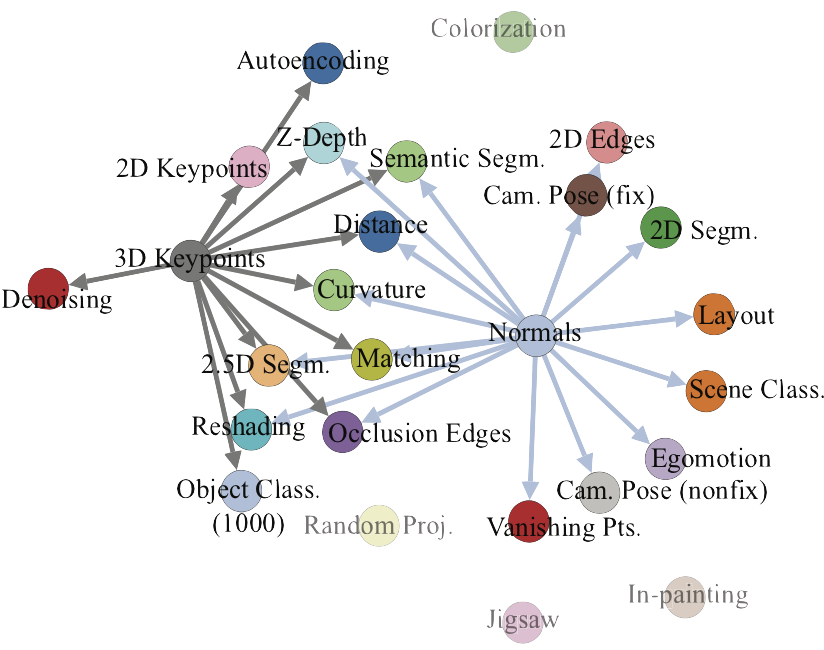 Colorization
Autoencoding
Z-Depth
2D Edges
2D Keypoints
Semantic Segm.
Cam. Pose (fix)
Distance
2D Segm.
3D Keypoints
Denoising
Curvature
Layout
Normals
2.5D Segm.
Matching
Scene Class.
Reshading
Occlusion Edges
Egomotion
Object Class.
(1000)
Cam. Pose (nonfix)
Random Proj.
Vanishing Pts.
In-painting
Jigsaw